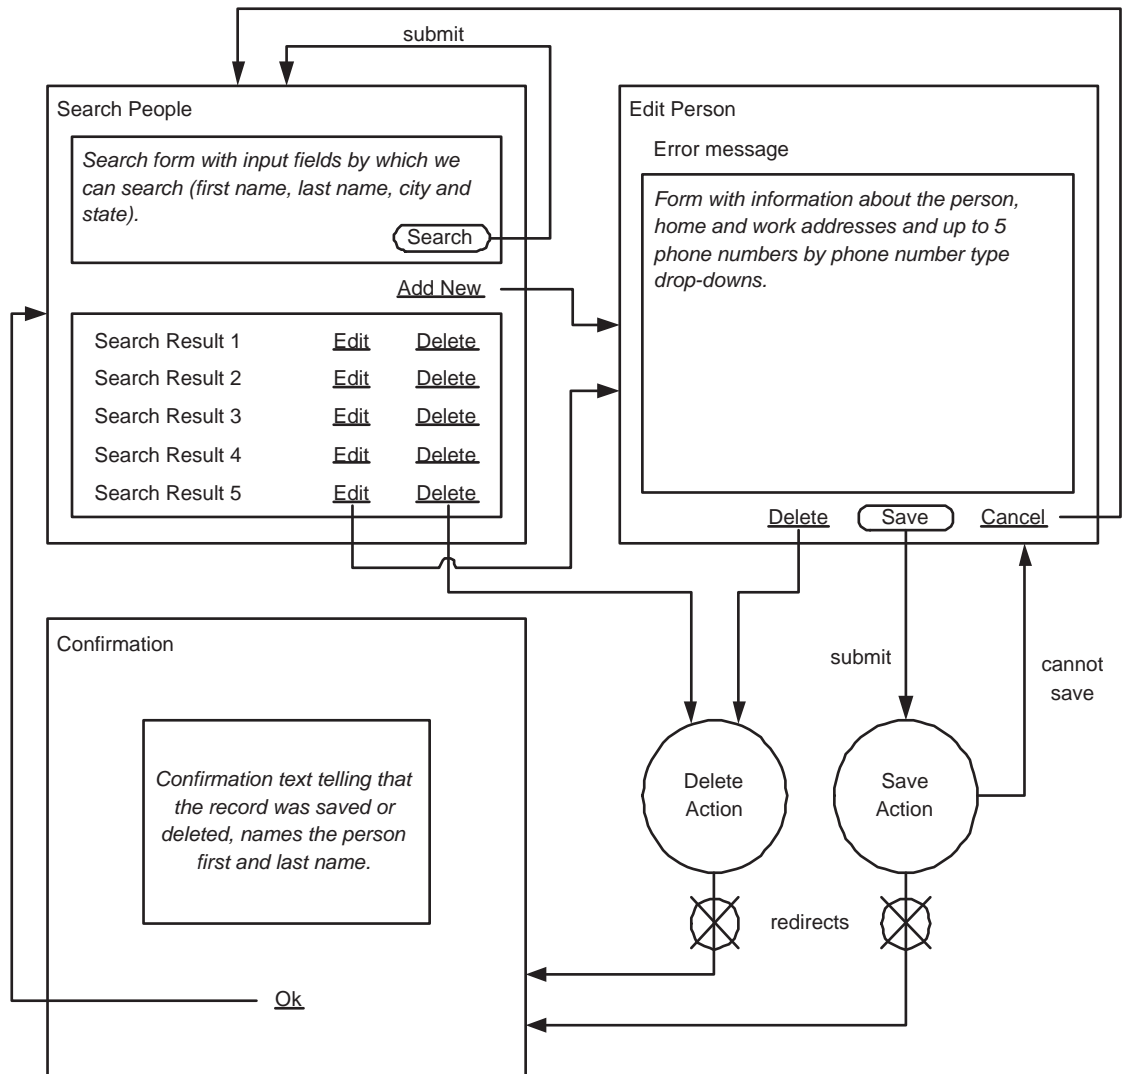 submit
Search People
Search form with input fields by which we
can search (first name, last name, city and
state).
Search
Add New
Search Result 1 Edit Delete
Search Result 2 Edit Delete
Search Result 3 Edit Delete
Search Result 4 Edit Delete
Search Result 5 Edit Delete
Edit Person
Error message
Form with information about the person,
home and work addresses and up to 5
phone numbers by phone number type
drop-downs.
Delete Save Cancel
submit
cannot
save
Confirmation
Confirmation text telling that
the record was saved or
deleted, names the person
first and last name.
Ok
Delete
Action
Save
Action
redirects